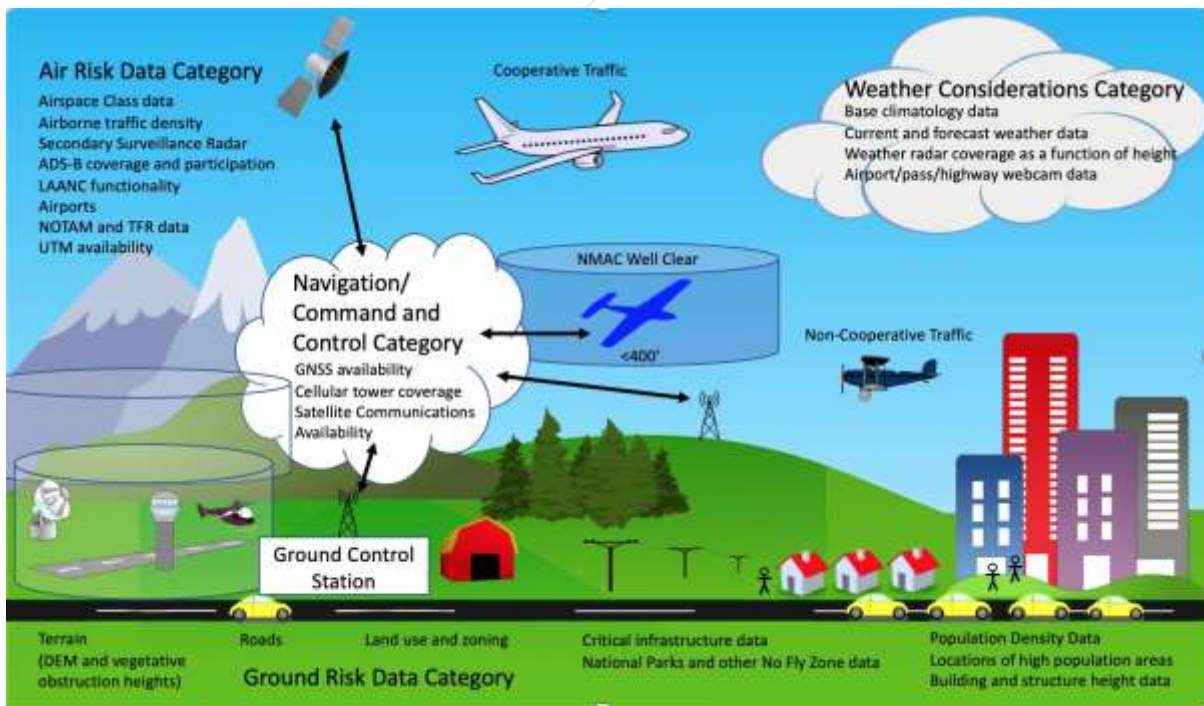 Air Risk Data Category
Airspace Class data
Airborne traffic density
Secondary Surveillance Radar
ADS-B coverage and participation
LAANC functionality
Airports
NOTAM and TFR data
UTM availability
Cooperative Traffic
Weather Considerations Category
Base climatology data
Current and forecast weather data
Weather radar coverage as a function of height
Airport/pass/highway webcam data
Navigation/
Command and
Control Category
GNSS availability
Cellular tower coverage
Satellite Communications
Availability
NMAC Well Clear
<400'
Non-Cooperative Traffic
Ground Control
Station
Terrain
(DEM and vegetative
obstruction heights)
Roads
Land use and zoning
Ground Risk Data Category
Critical infrastructure data
National Parks and other No Fly Zone data
Population Density Data
Locations of high population areas
Building and structure height data